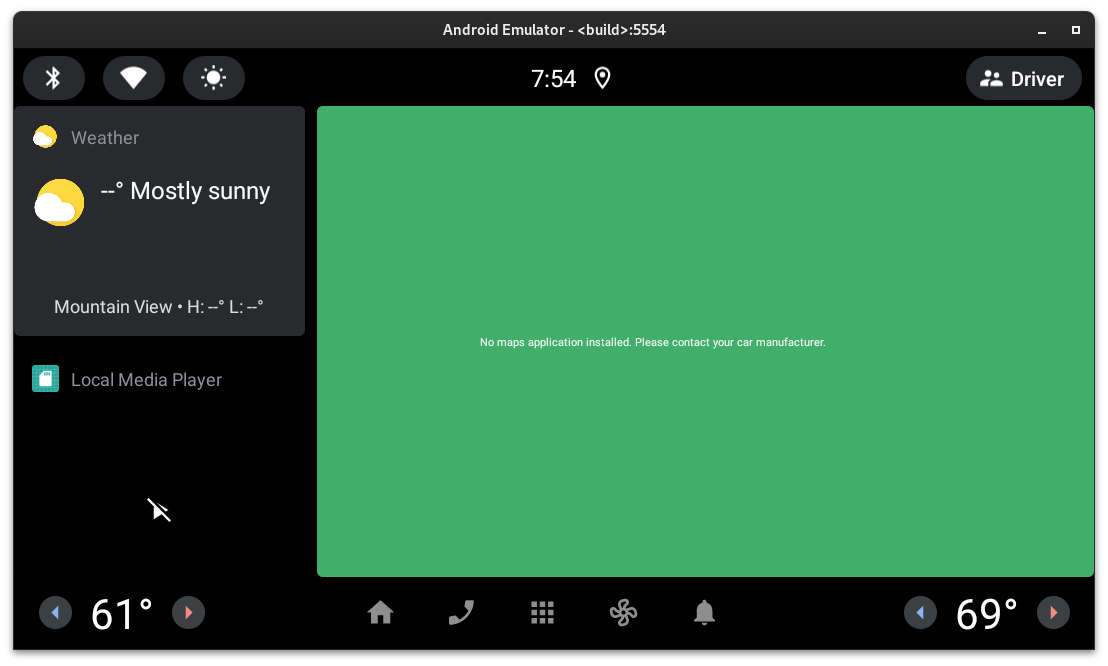 Android Emulator - <build>:5554
7:54
Driver
Weather
--° Mostly sunny
Mountain View • H: --° L: --°
No maps application installed. Please contact your car manufacturer.
Local Media Player
61°
69°